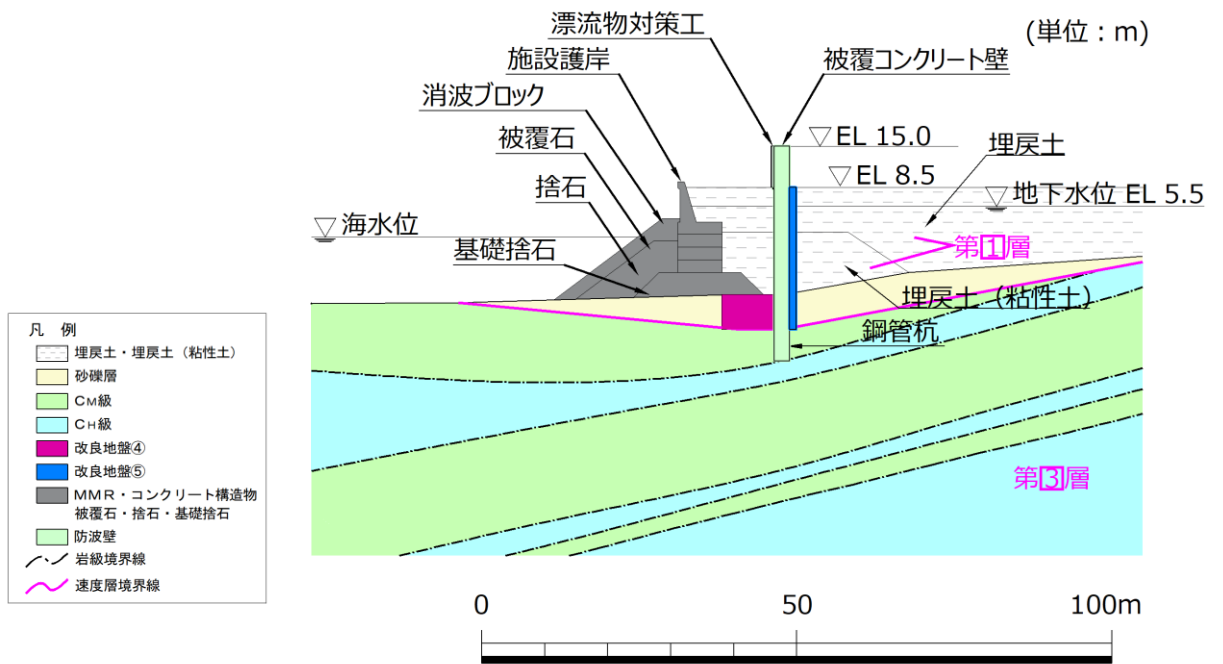 漂流物対策工
(単位：m)
施設護岸
被覆コンクリート壁
消波ブロック
被覆石
EL 15.0
埋戻土
捨石
EL 8.5
地下水位 EL 5.5
海水位
基礎捨石
第1層
埋戻土（粘性土）
鋼管杭
凡 例
埋戻土・埋戻土（粘性土）
砂礫層
CM級
CH級
改良地盤④
改良地盤⑤
MMR・コンクリート構造物
被覆石・捨石・基礎捨石
防波壁
岩級境界線
速度層境界線
第3層
0 50 100m